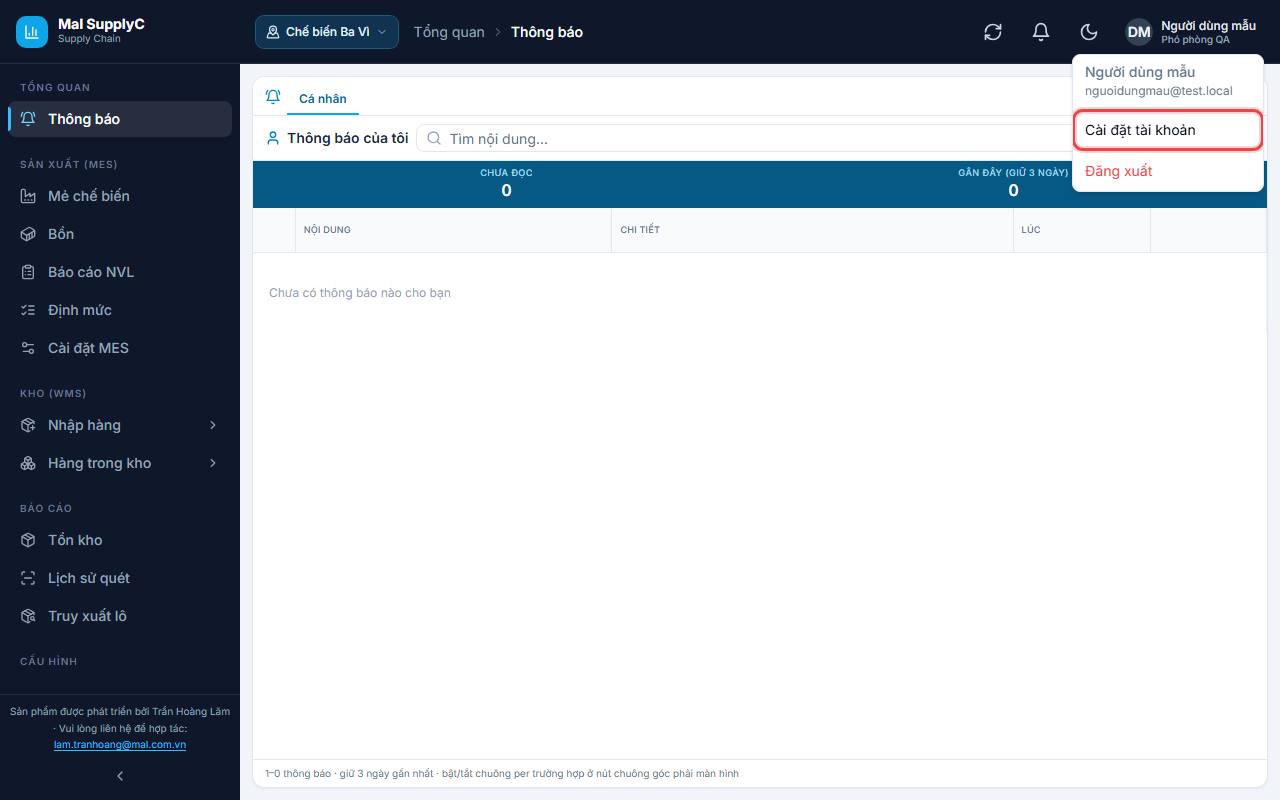 Mal SupplyC
Supply Chain
Chế biến Ba Vì
Tổng quan
Thông báo
DM
Người dùng mẫu
Phó phòng QA
Người dùng mẫu
nguoidungmau@test.local
Cài đặt tài khoản
Đăng xuất
TỔNG QUAN
Thông báo
SẢN XUẤT (MES)
Mẻ chế biến
Bồn
Báo cáo NVL
Định mức
Cài đặt MES
KHO (WMS)
Nhập hàng
Hàng trong kho
BÁO CÁO
Tồn kho
Lịch sử quét
Truy xuất lô
CẤU HÌNH
Sản phẩm được phát triển bởi Trần Hoàng Lâm
· Vui lòng liên hệ để hợp tác:
lam.tranhoang@mal.com.vn
Cá nhân
Thông báo của tôi
Tìm nội dung...
CHƯA ĐỌC
0
GẦN ĐÂY (GIỮ 3 NGÀY)
0
NỘI DUNG
CHI TIẾT
LÚC
Chưa có thông báo nào cho bạn
1–0 thông báo · giữ 3 ngày gần nhất · bật/tắt chuông per trường hợp ở nút chuông góc phải màn hình